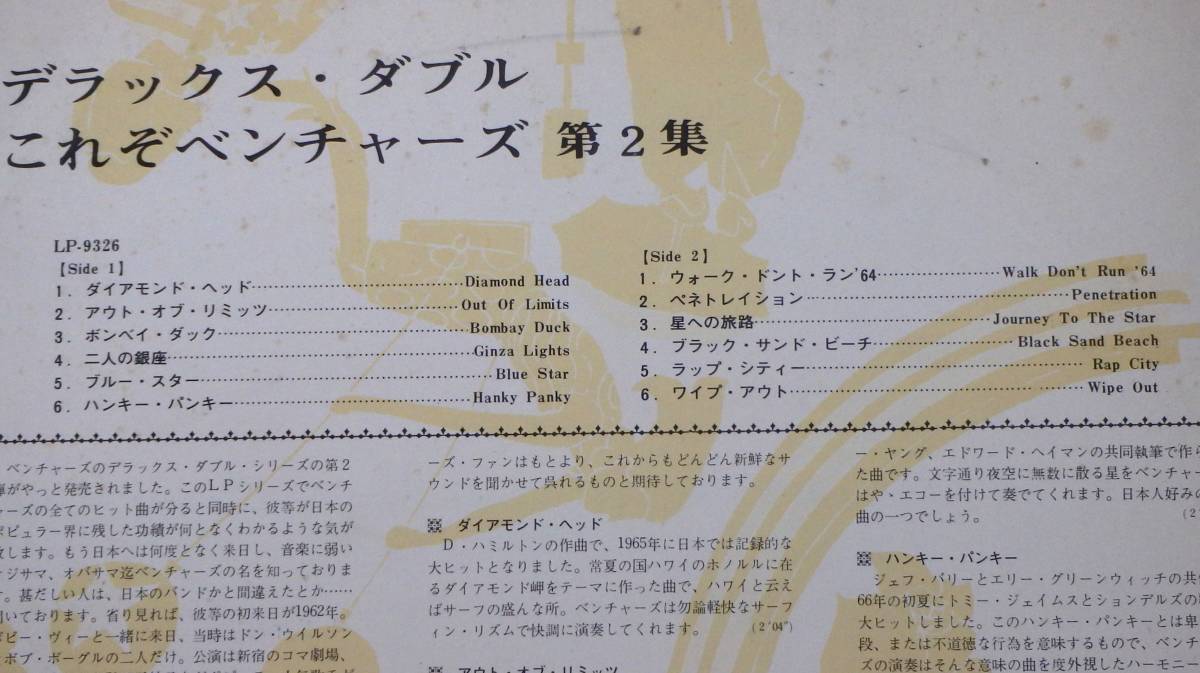 デラックス・ダブル
これぞベンチャーズ 第2集
LP-9326
【Side 1】
1. ダイアモンド・ヘッド……Diamond Head
2. アウト・オブ・リミッツ……Out Of Limits
3. ボンベイ・ダック……Bombay Duck
4. 二人の銀座……Ginza Lights
5. ブルー・スター……Blue Star
6. ハンキー・パンキー……Hanky Panky
【Side 2】
1. ウォーク・ドント・ラン'64……Walk Don't Run '64
2. ペネトレイション……Penetration
3. 星への旅路……Journey To The Star
4. ブラック・サンド・ビーチ……Black Sand Beach
5. ラップ・シティー……Rap City
6. ワイプ・アウト……Wipe Out
ベンチャーズのデラックス・ダブル・シリーズの第2
弾がやっと発売されました。このLPシリーズでベンチ
ャーズの全てのヒット曲が分ると同時に、彼等が日本の
ポピュラー界に残した功績が何となくわかるような気が
致します。もう日本へは何度となく来日し、音楽に弱い
オジサマ、オバサマ迄ベンチャーズの名を知っておりま
す。甚だしい人は、日本のバンドかと間違えたとか……
聞いております。省り見れば、彼等の初来日が1962年。
ボビー・ヴィーと一緒に来日、当時はドン・ウイルソン
ボブ・ボーグルの二人だけ。公演は新宿のコマ劇場、
ーズ・ファンはもとより、これからもどんどん新鮮なサ
ウンドを聞かせて呉れるものと期待しております。
※ ダイアモンド・ヘッド
D・ハミルトンの作曲で、1965年に日本では記録的な
大ヒットとなりました。常夏の国ハワイのホノルルに在
るダイアモンド岬をテーマに作った曲で、ハワイと云え
ばサーフの盛んな所。ベンチャーズは勿論軽快なサーフ
ィン・リズムで快調に演奏してくれます。 (2'04")
※ アウト・オブ・リミッツ
ー・ヤング、エドワード・ヘイマンの共同執筆で作ら
た曲です。文字通り夜空に無数に散る星をベンチャー
はやゝエコーを付けて奏でてくれます。日本人好みの
曲の一つでしょう。 (2'
※ ハンキー・パンキー
ジェフ・バリーとエリー・グリーンウィッチの共
66年の初夏にトミー・ジェイムスとションデルズの
大ヒットしました。このハンキー・パンキーとは卑
段、または不道徳な行為を意味するもので、ベンチ
ズの演奏はそんな意味の曲を度外視したハーモニー